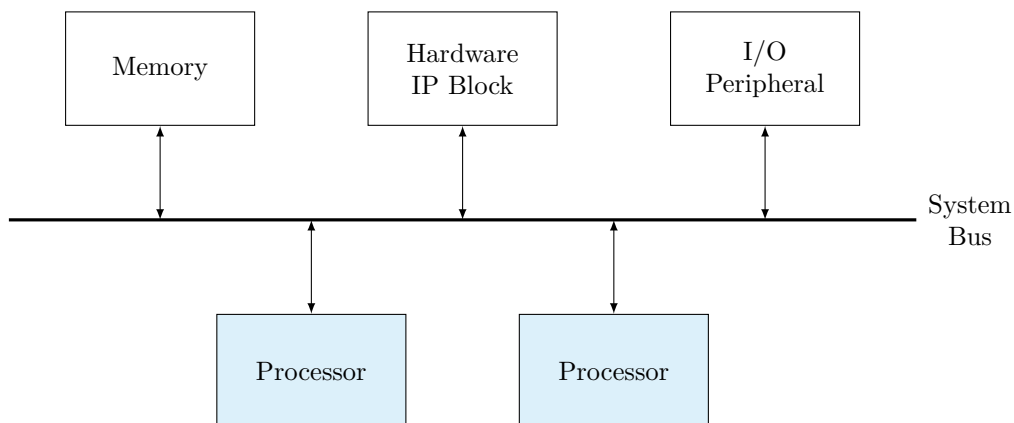 Memory
Hardware
IP Block
I/O
Peripheral
System
Bus
Processor
Processor